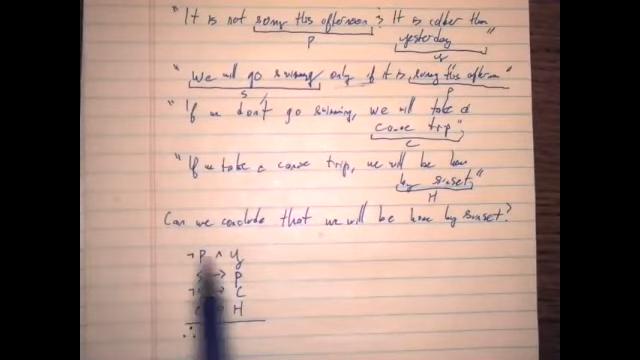 "It is not sunny this afternoon & It is colder than
p
yesterday"
y
"We will go swimming only if it is sunny this afternoon"
s p
"If we don't go swimming, we will take a
canoe trip",
C
"If we take a canoe trip, we will be home
by sunset"
H
Can we conclude that we will be home by sunset?
¬ p ∧ y
→ p
¬ → C
H
∴